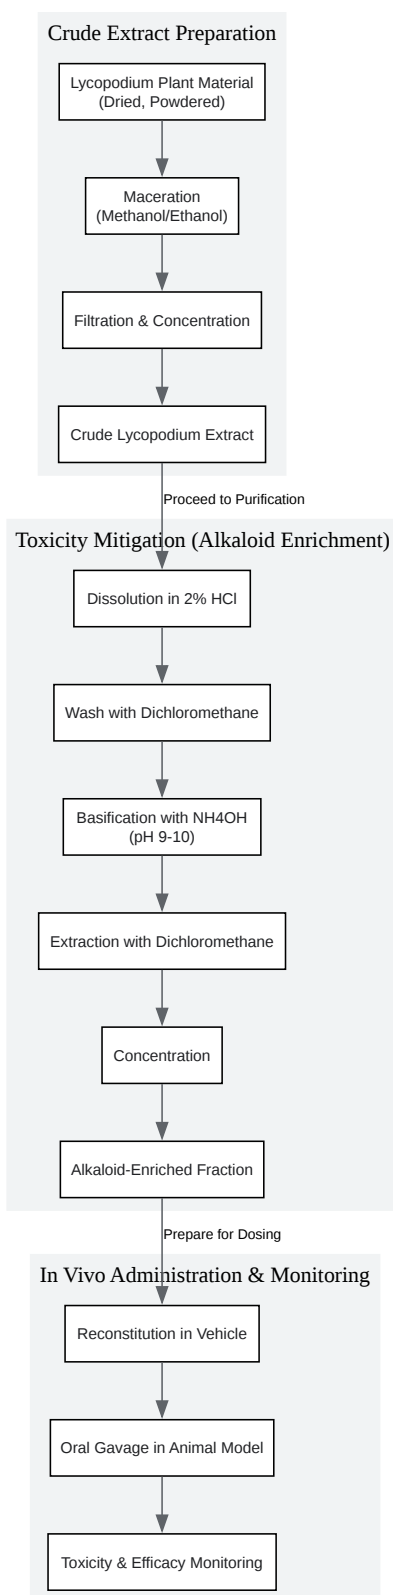 Crude Extract Preparation
Lycopodium Plant Material
(Dried, Powdered)
Maceration
(Methanol/Ethanol)
Filtration & Concentration
Crude Lycopodium Extract
Proceed to Purification
Toxicity Mitigation (Alkaloid Enrichment)
Dissolution in 2% HCl
Wash with Dichloromethane
Basification with NH4OH
(pH 9-10)
Extraction with Dichloromethane
Concentration
Alkaloid-Enriched Fraction
Prepare for Dosing
In Vivo Administration & Monitoring
Reconstitution in Vehicle
Oral Gavage in Animal Model
Toxicity & Efficacy Monitoring